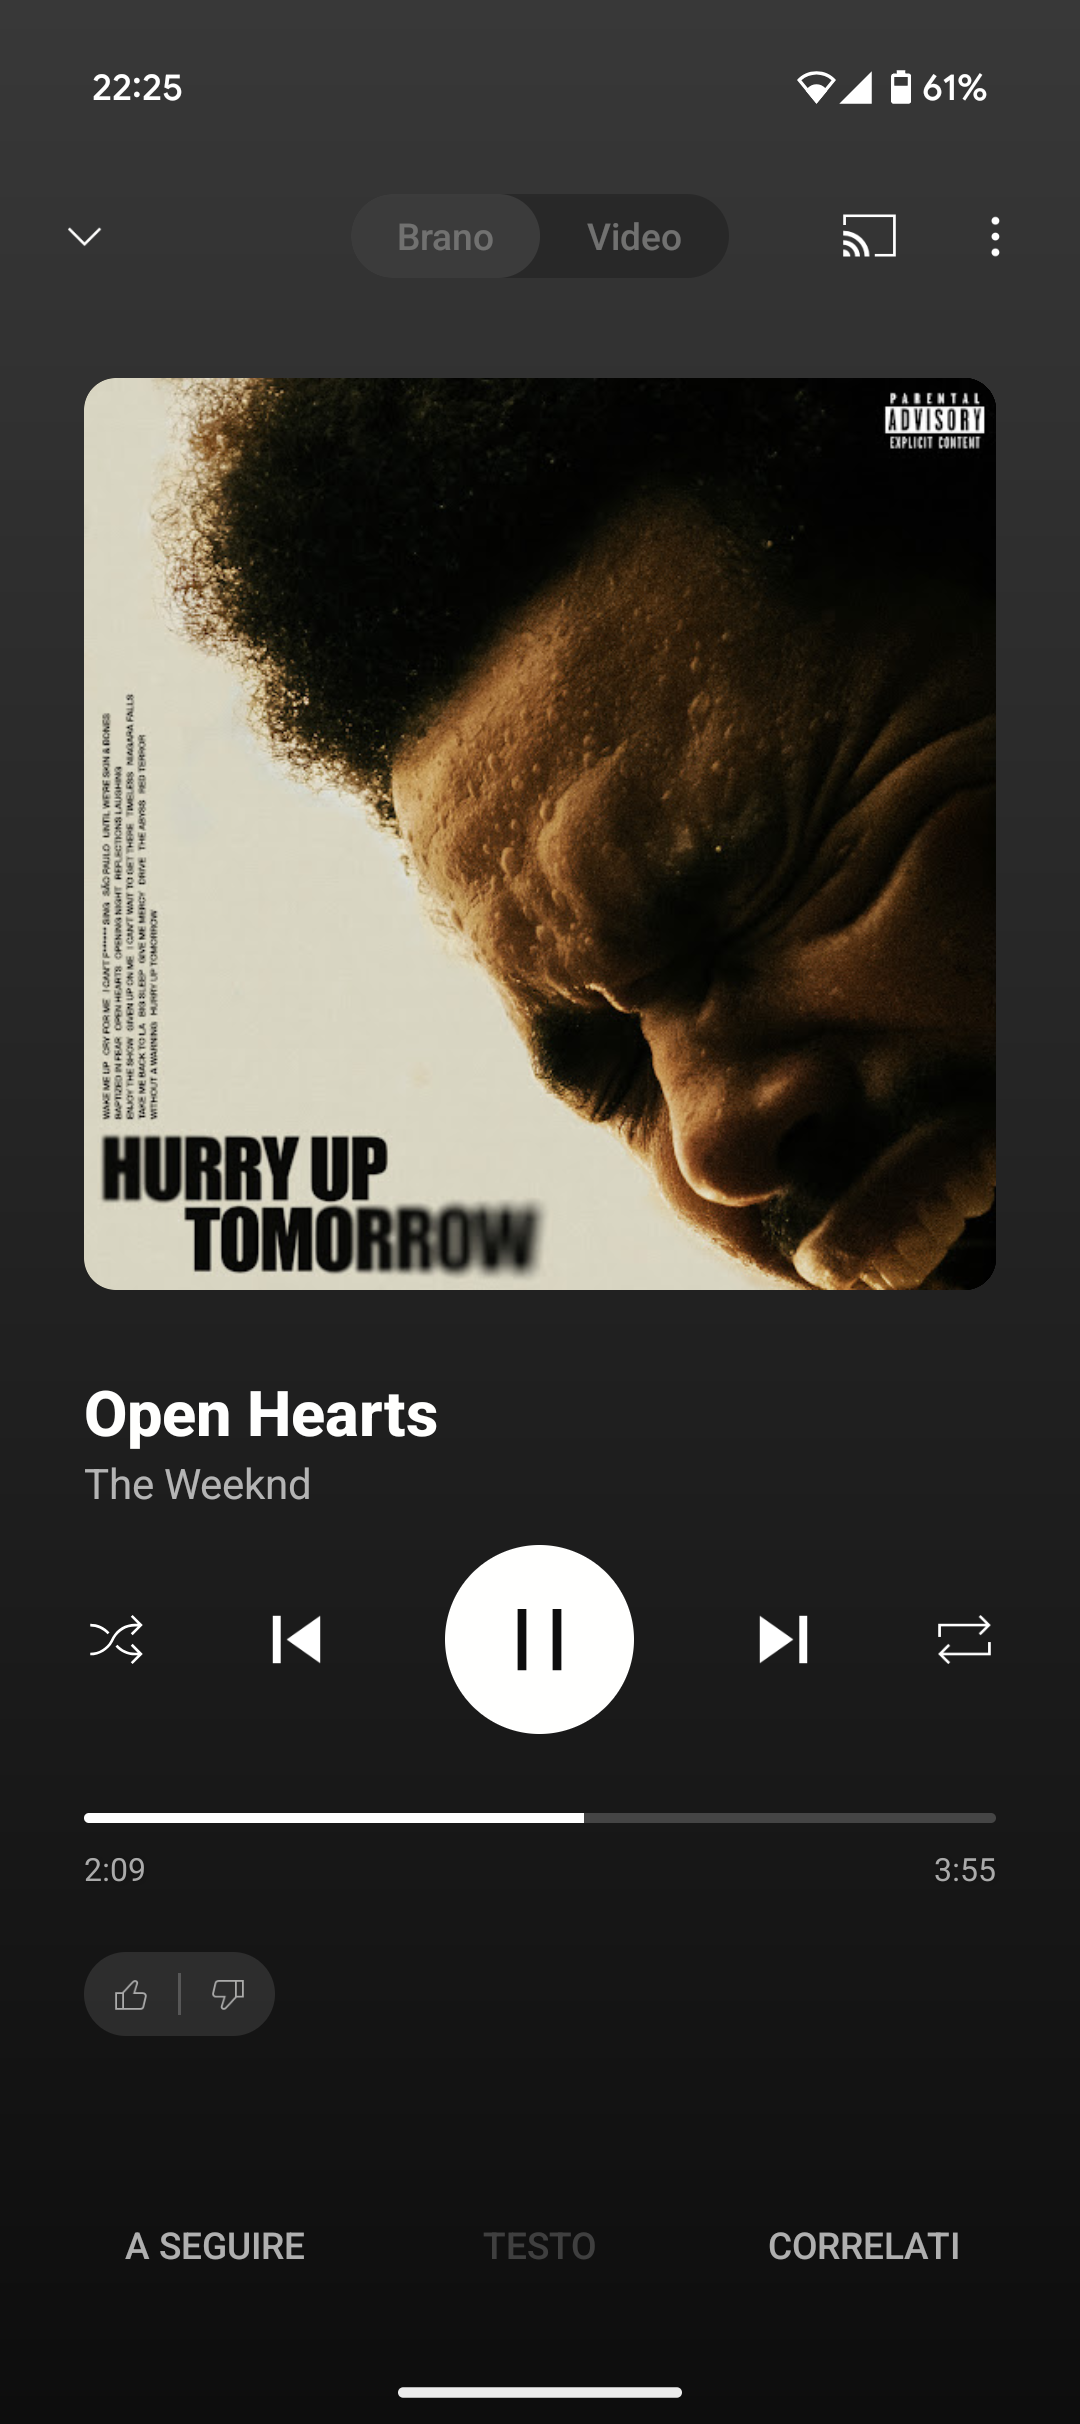 22:25
61%
Brano
Video
PARENTAL
ADVISORY
EXPLICIT CONTENT
WAKE ME UP CRY FOR ME I CAN'T F****** SING SÃO PAULO UNTIL WE'RE SKIN & BONES
BAPTIZED IN FEAR OPEN HEARTS OPENING NIGHT REFLECTIONS LAUGHING
ENJOY THE SHOW GIVEN UP ON ME I CAN'T WAIT TO GET THERE TIMELESS NIAGARA FALLS
TAKE ME BACK TO LA BIG SLEEP GIVE ME MERCY DRIVE THE ABYSS RED TERROR
WITHOUT A WARNING HURRY UP TOMORROW
HURRY UP
TOMORROW
Open Hearts
The Weeknd
2:09
3:55
A SEGUIRE
TESTO
CORRELATI